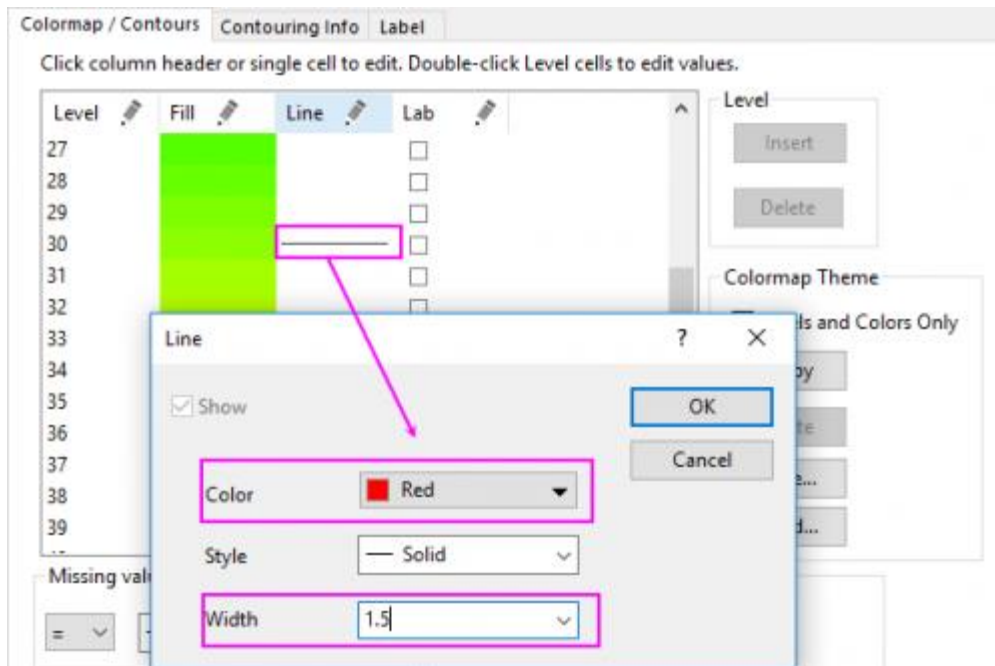 Colormap / Contours Contouring Info Label
Click column header or single cell to edit. Double-click Level cells to edit values.
Level Fill Line Lab
27
28
29
30
31
32
33
34
35
36
37
38
39
Level
Insert
Delete
Colormap Theme
and Colors Only
Line ? X
Show
OK
Cancel
Color Red
Style Solid
Width 1.5
Missing
=